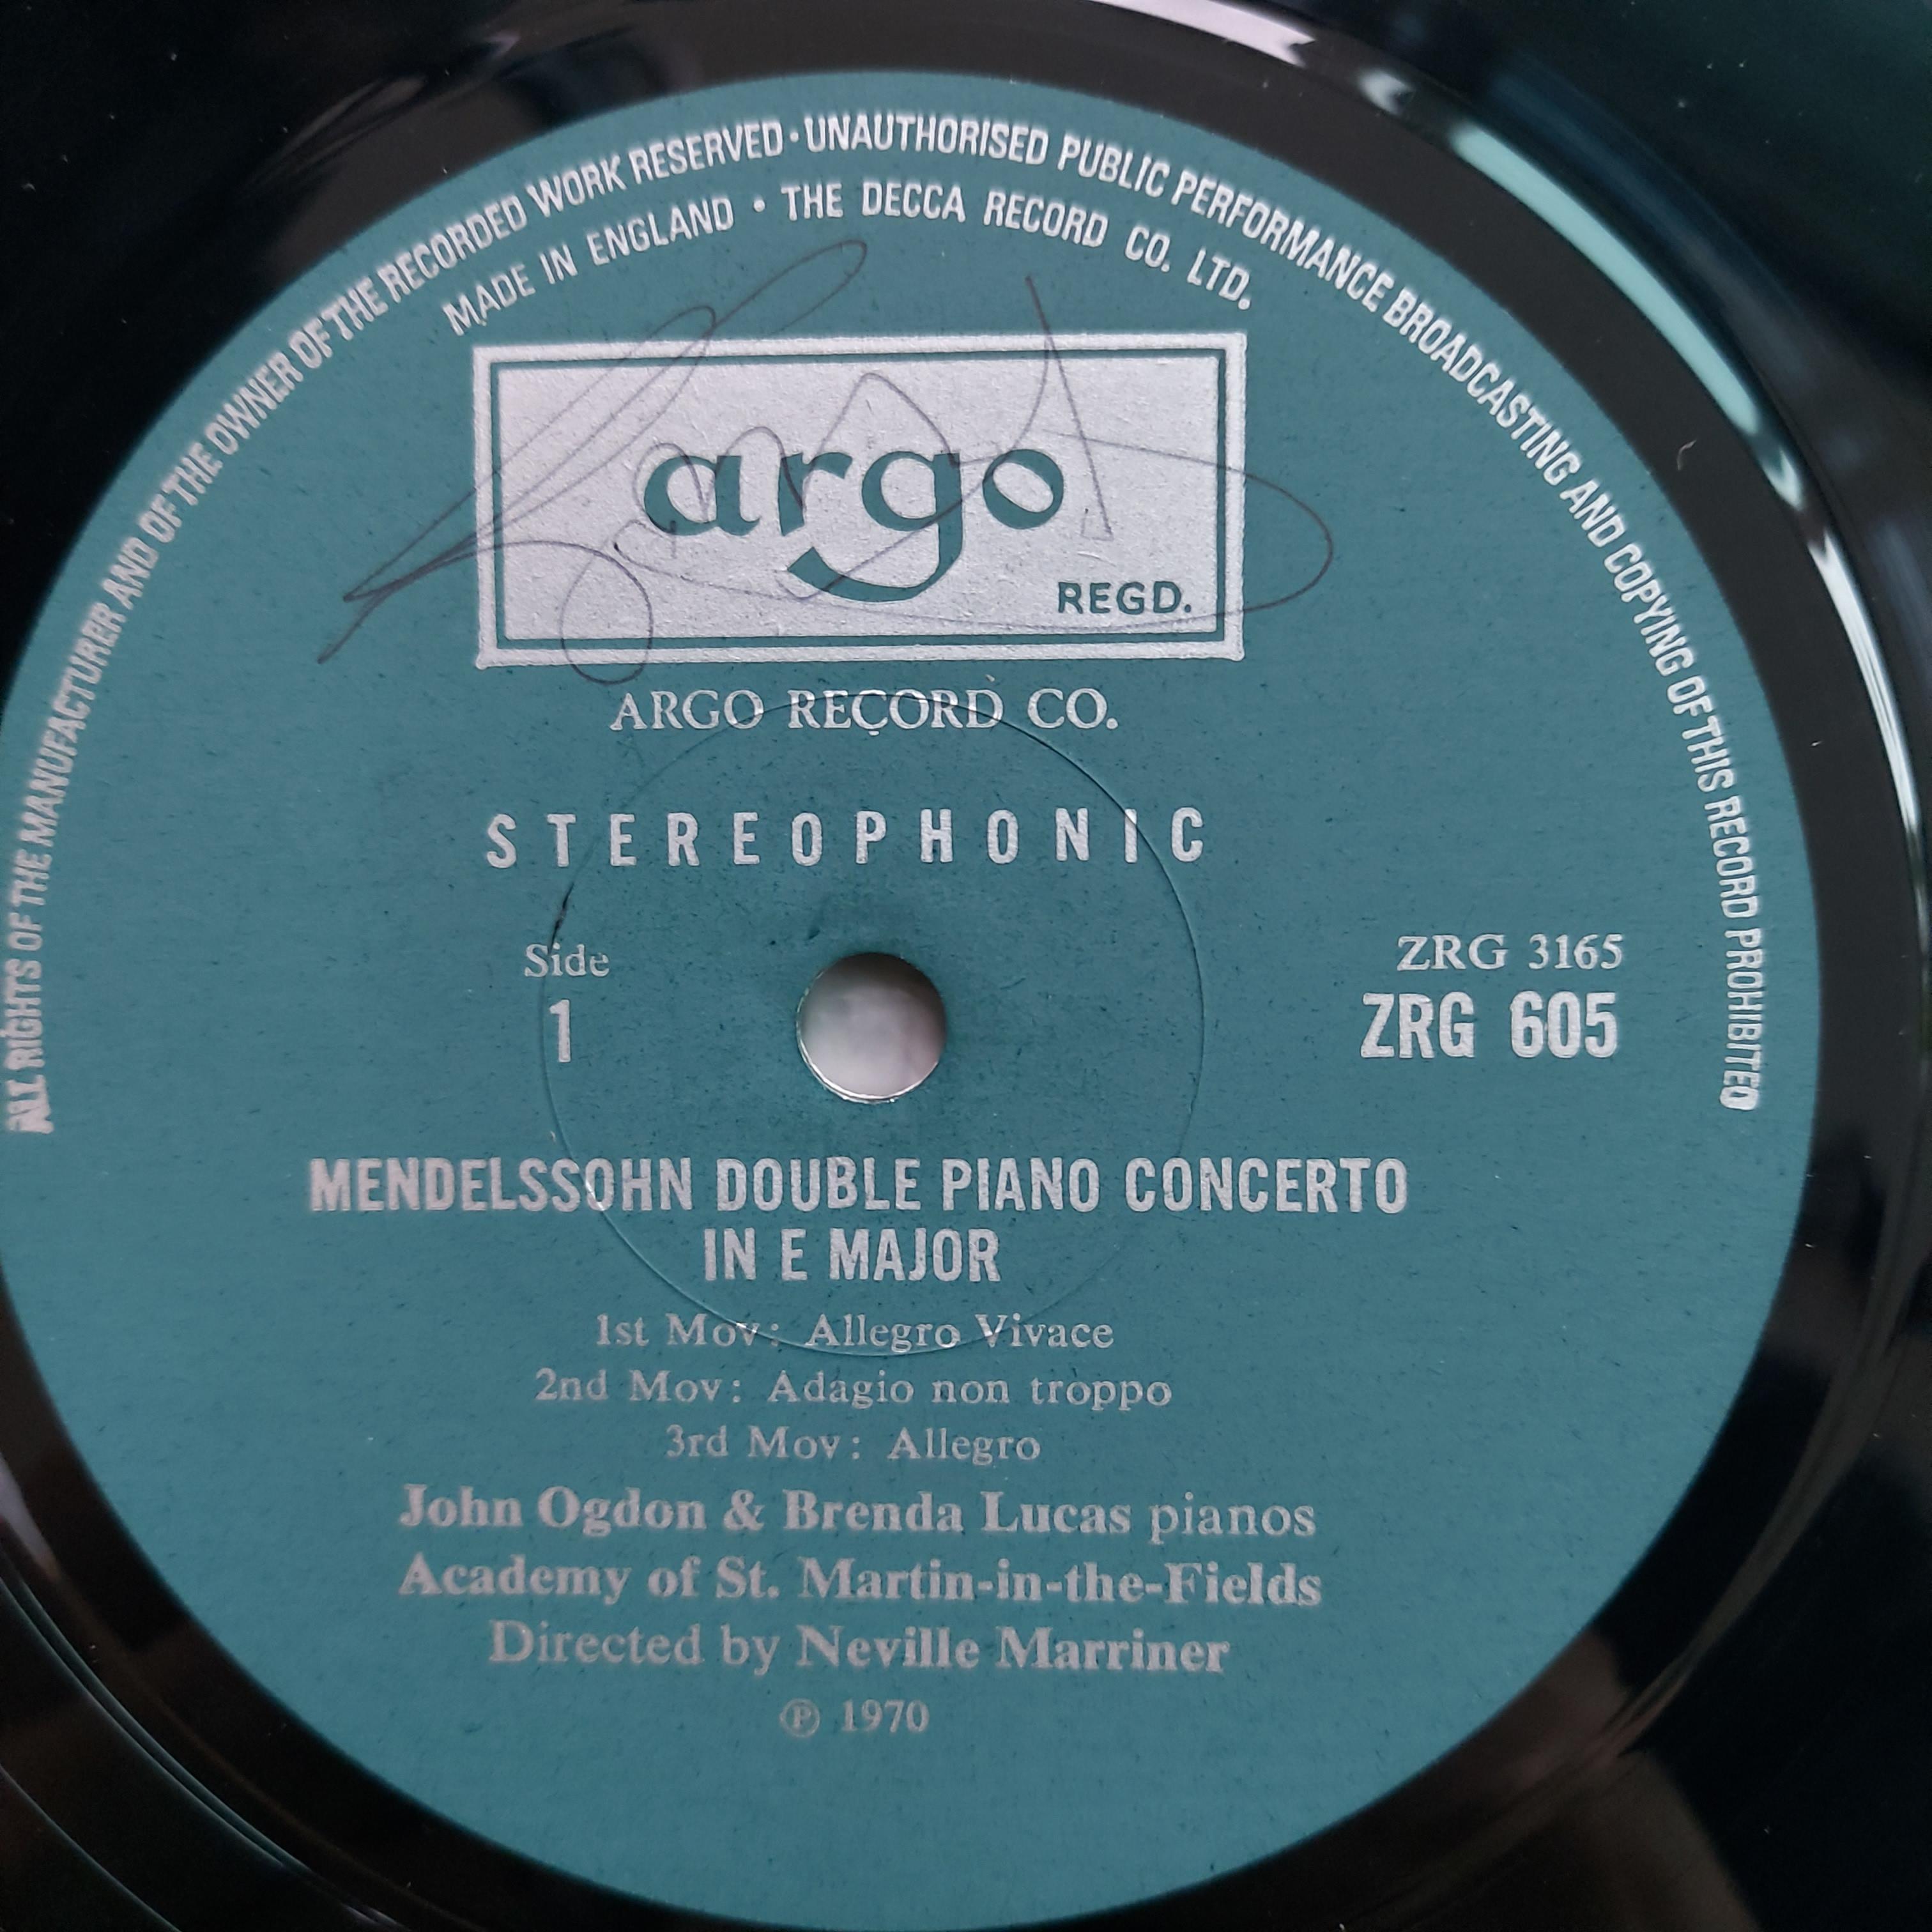 ALL RIGHTS OF THE MANUFACTURER AND OF THE OWNER OF THE RECORDED WORK RESERVED · UNAUTHORISED PUBLIC PERFORMANCE BROADCASTING AND COPYING OF THIS RECORD PROHIBITED
MADE IN ENGLAND · THE DECCA RECORD CO. LTD.
argo
REGD.
ARGO RECORD CO.
STEREOPHONIC
Side
1
ZRG 3165
ZRG 605
MENDELSSOHN DOUBLE PIANO CONCERTO
IN E MAJOR
1st Mov: Allegro Vivace
2nd Mov: Adagio non troppo
3rd Mov: Allegro
John Ogdon & Brenda Lucas pianos
Academy of St. Martin-in-the-Fields
Directed by Neville Marriner
℗ 1970